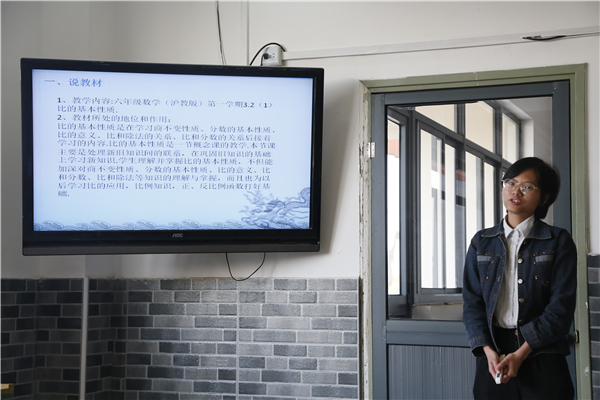 一、说教材
1、教学内容:六年级数学（沪教版）第一学期3.2（1）
比的基本性质.
2、教材所处的地位和作用:
比的基本性质是在学习商不变性质、分数的基本性质,
比的意义、比和除法的关系、比和分数的关系后接着
学习的内容.比的基本性质是一节概念课的教学.本节课
主要是处理新旧知识间的联系，在巩固旧知识的基础
上学习新知识.学生理解并掌握比的基本性质，不但能
加深对商不变性质、分数的基本性质、比的意义、比
和分数、比和除法等知识的理解与掌握，而且也为以
后学习比的应用，比例知识，正、反比例函数打好基
础.
AOC